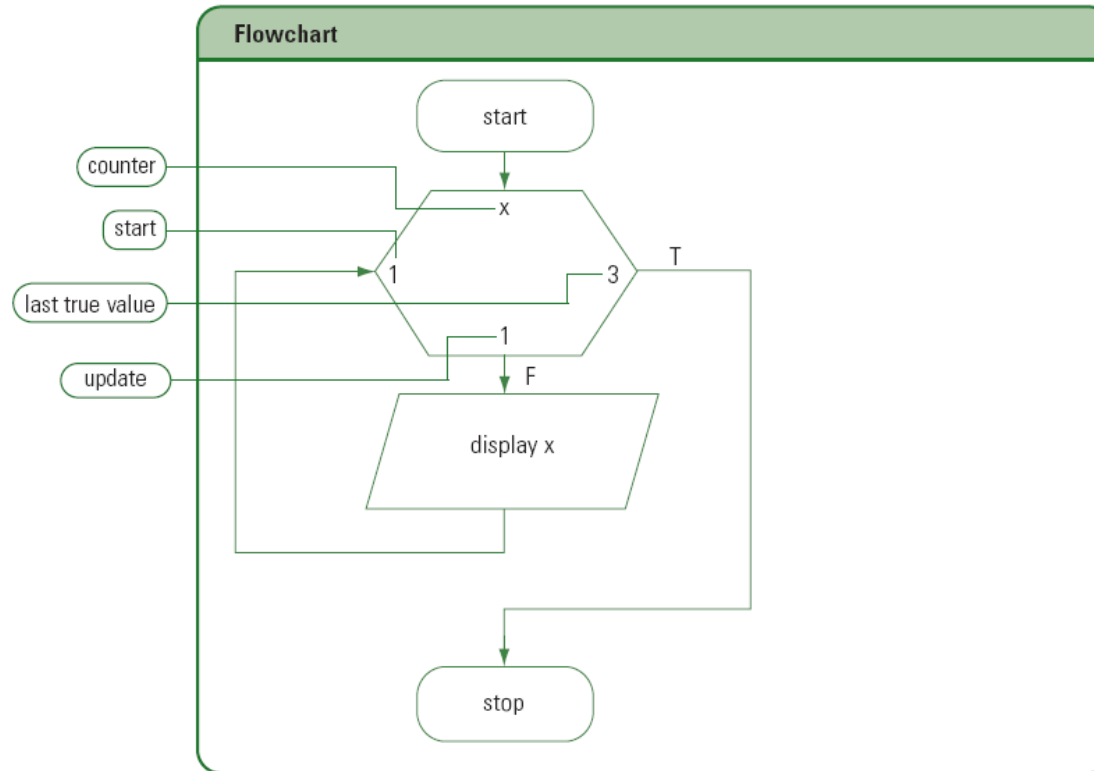 Flowchart
start
counter
x
start
T
1
3
last true value
1
update
F
display x
stop